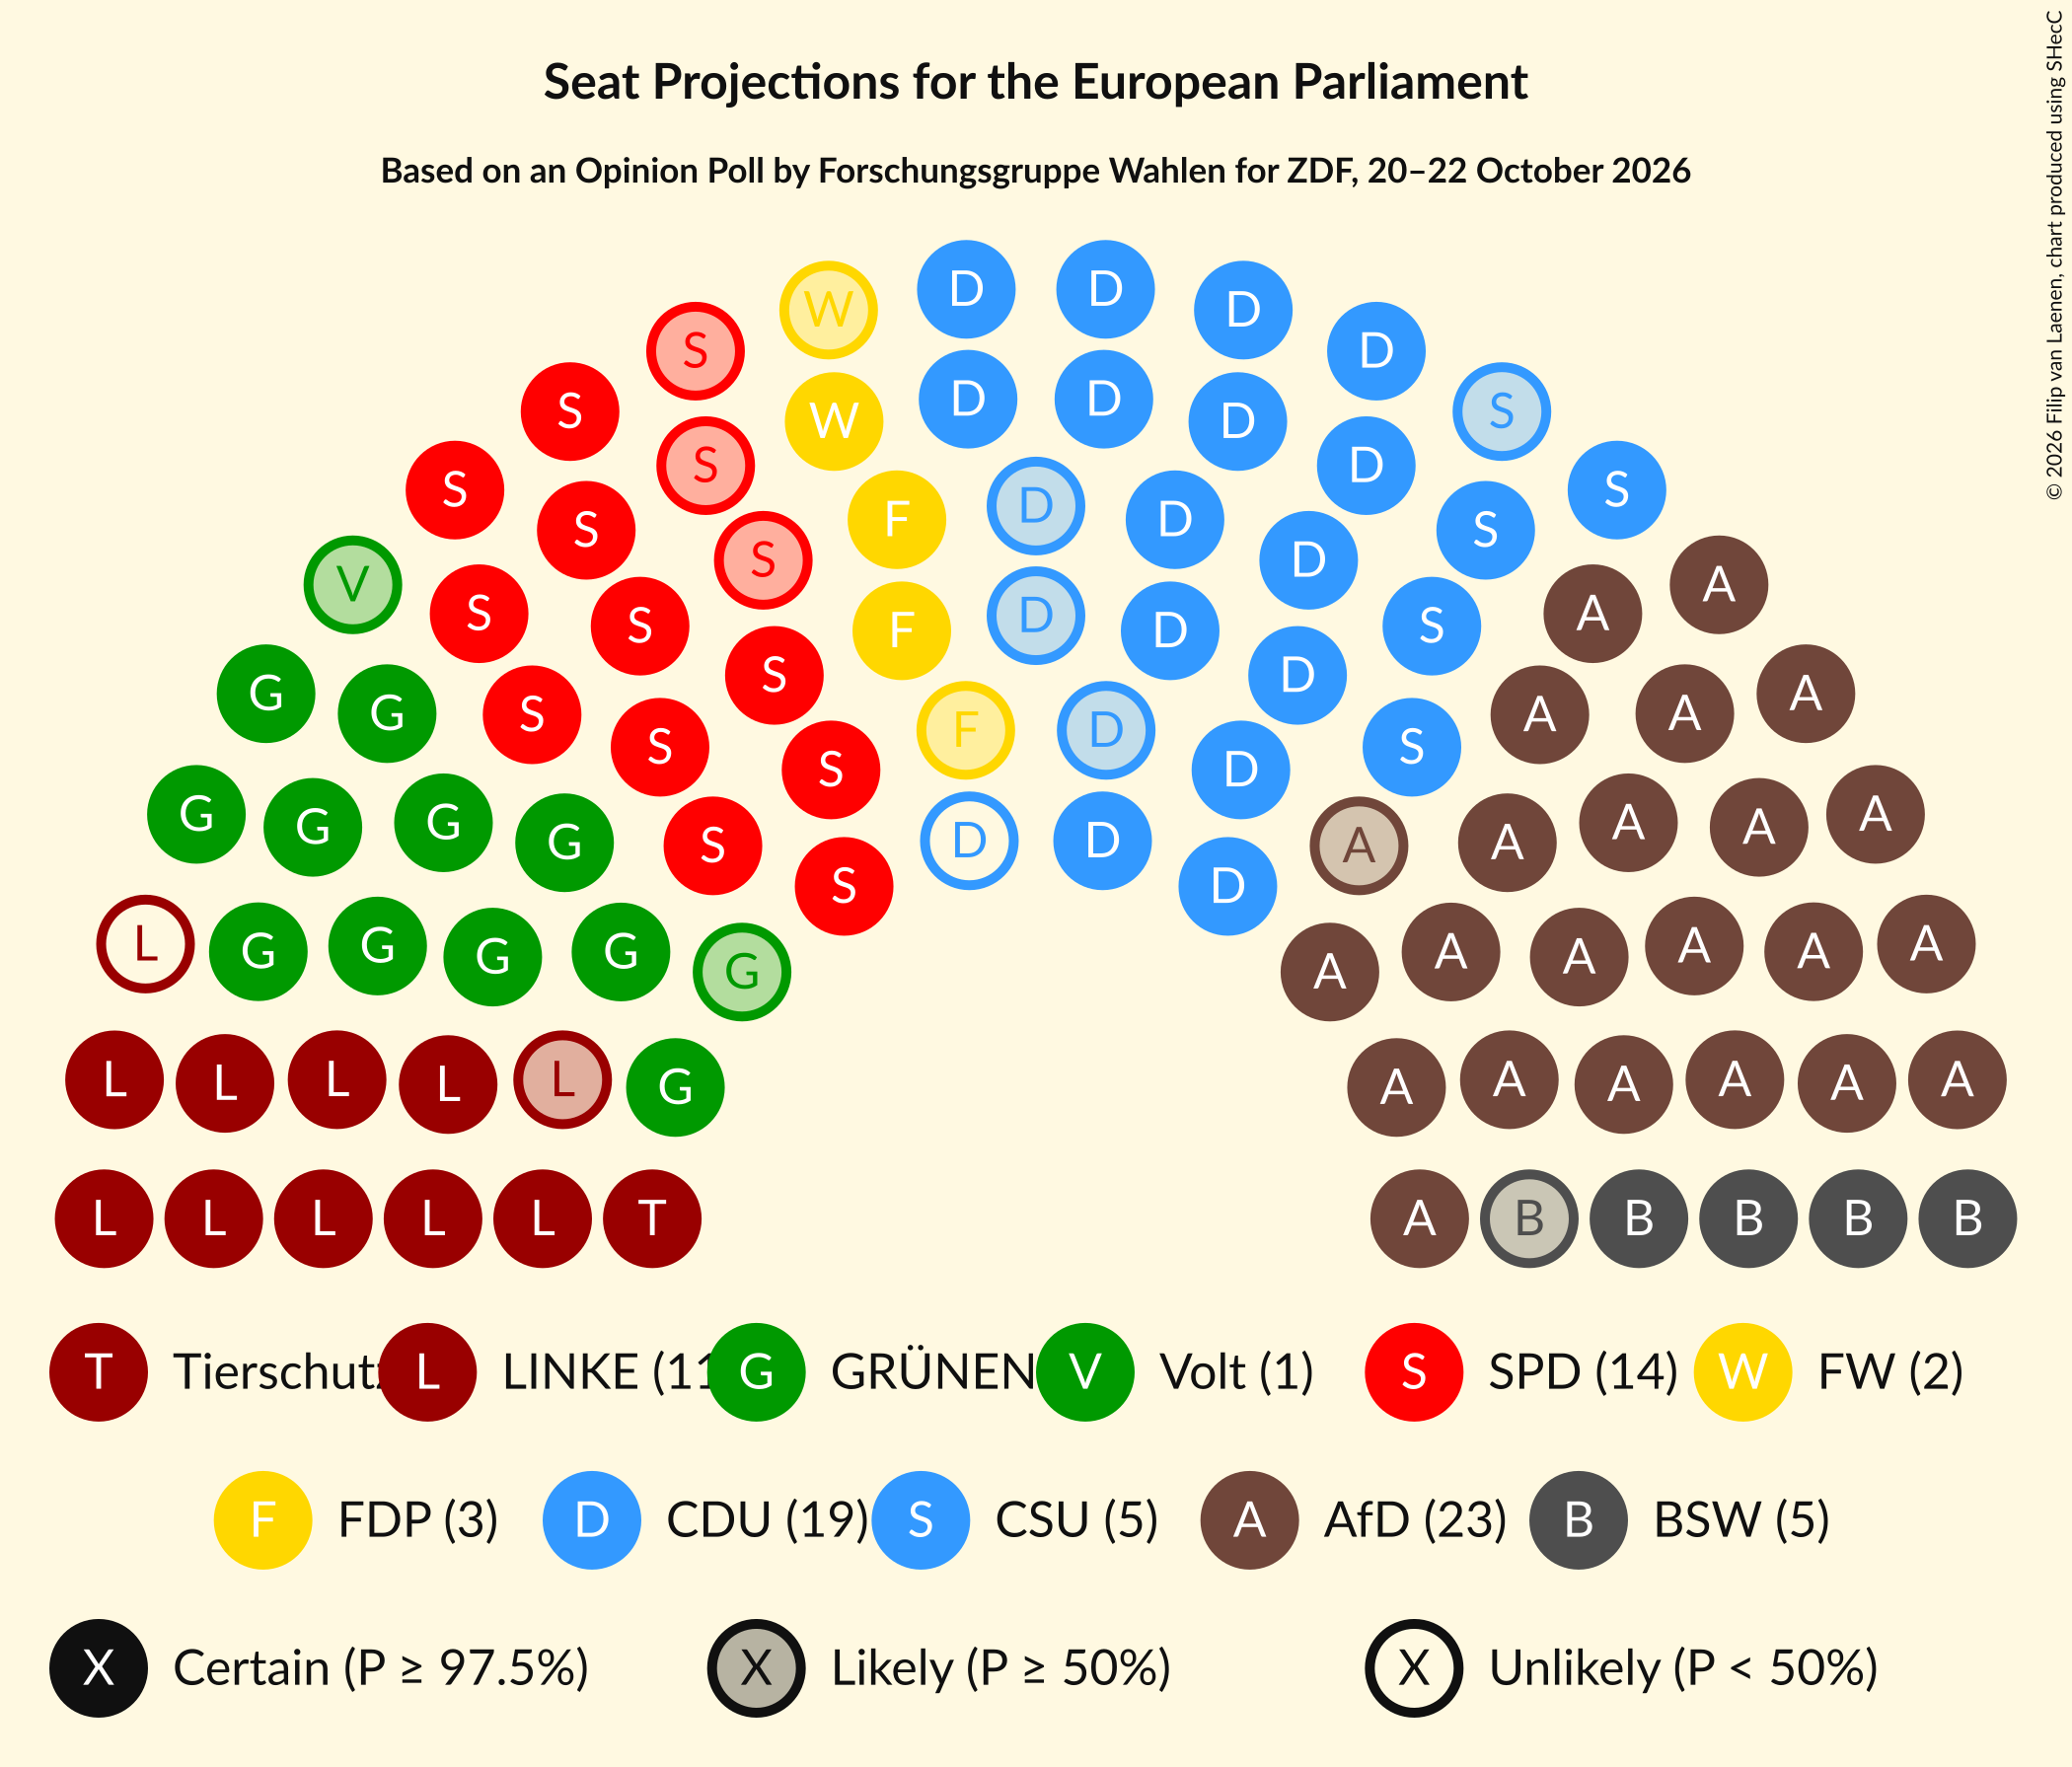 Seat Projections for the European Parliament
Based on an Opinion Poll by Forschungsgruppe Wahlen for ZDF, 20–22 October 2026
© 2026 Filip van Laenen, chart produced using SHecC
W D D D
S D
S W D D D S
S S D D S
S F D D S
V S S D A
S S F D D S A A
G S D A
G S S F D S A A A
G G G S D A A A
G S D D A A
S D
L G G G G G A A A A A A
L L L L L G A A A A A A
L L L L L T A B B B B B
T Tierschut L LINKE (11 G GRÜNEN V Volt (1) S SPD (14) W FW (2)
F FDP (3) D CDU (19) S CSU (5) A AfD (23) B BSW (5)
X Certain (P ≥ 97.5%) X Likely (P ≥ 50%) X Unlikely (P < 50%)